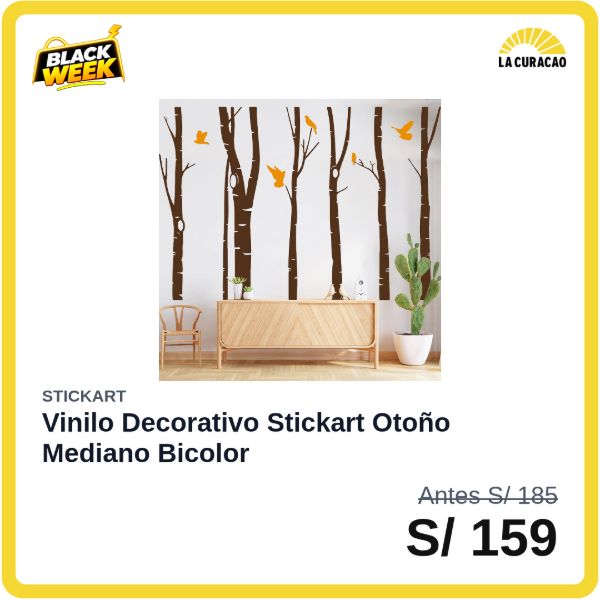 BLACK
WEEK
LA CURACAO
STICKART
Vinilo Decorativo Stickart Otoño
Mediano Bicolor
Antes S/ 185
S/ 159